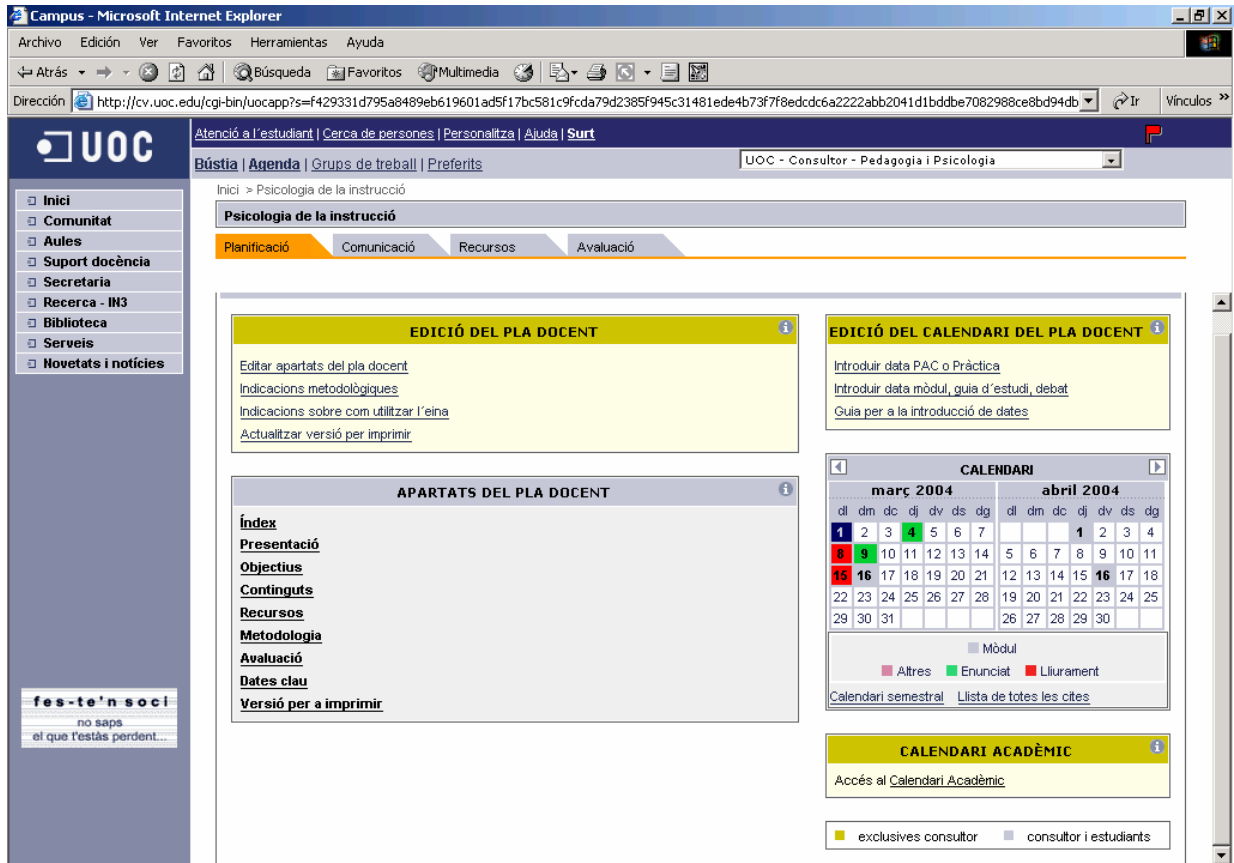 Campus - Microsoft Internet Explorer
Archivo Edición Ver Favoritos Herramientas Ayuda
Atrás Búsqueda Favoritos Multimedia
Dirección http://cv.uoc.edu/cgi-bin/uocapp?s=f429331d795a8489eb619601ad5f17bc581c9fcda79d2385f945c31481ede4b73f7f8edcdc6a2222abb2041d1bddbe7082988ce8bd94db Ir Vínculos »
UOC
Atenció a l´estudiant | Cerca de persones | Personalitza | Ajuda | Surt
Bústia | Agenda | Grups de treball | Preferits
UOC - Consultor - Pedagogia i Psicologia
Inici
Comunitat
Aules
Suport docència
Secretaria
Recerca - IN3
Biblioteca
Serveis
Novetats i notícies
fes-te'n soci
no saps
el que t'estàs perdent...
Inici > Psicologia de la instrucció
Psicologia de la instrucció
Planificació Comunicació Recursos Avaluació
EDICIÓ DEL PLA DOCENT
Editar apartats del pla docent
Indicacions metodològiques
Indicacions sobre com utilitzar l´eina
Actualitzar versió per imprimir
APARTATS DEL PLA DOCENT
Índex
Presentació
Objectius
Continguts
Recursos
Metodologia
Avaluació
Dates clau
Versió per a imprimir
EDICIÓ DEL CALENDARI DEL PLA DOCENT
Introduir data PAC o Pràctica
Introduir data mòdul, guia d´estudi, debat
Guia per a la introducció de dates
CALENDARI
març 2004 abril 2004
dl dm dc dj dv ds dg dl dm dc dj dv ds dg
1 2 3 4 5 6 7 1 2 3 4
8 9 10 11 12 13 14 5 6 7 8 9 10 11
15 16 17 18 19 20 21 12 13 14 15 16 17 18
22 23 24 25 26 27 28 19 20 21 22 23 24 25
29 30 31 26 27 28 29 30
Mòdul
Altres Enunciat Lliurament
Calendari semestral Llista de totes les cites
CALENDARI ACADÈMIC
Accés al Calendari Acadèmic
exclusives consultor consultor i estudiants